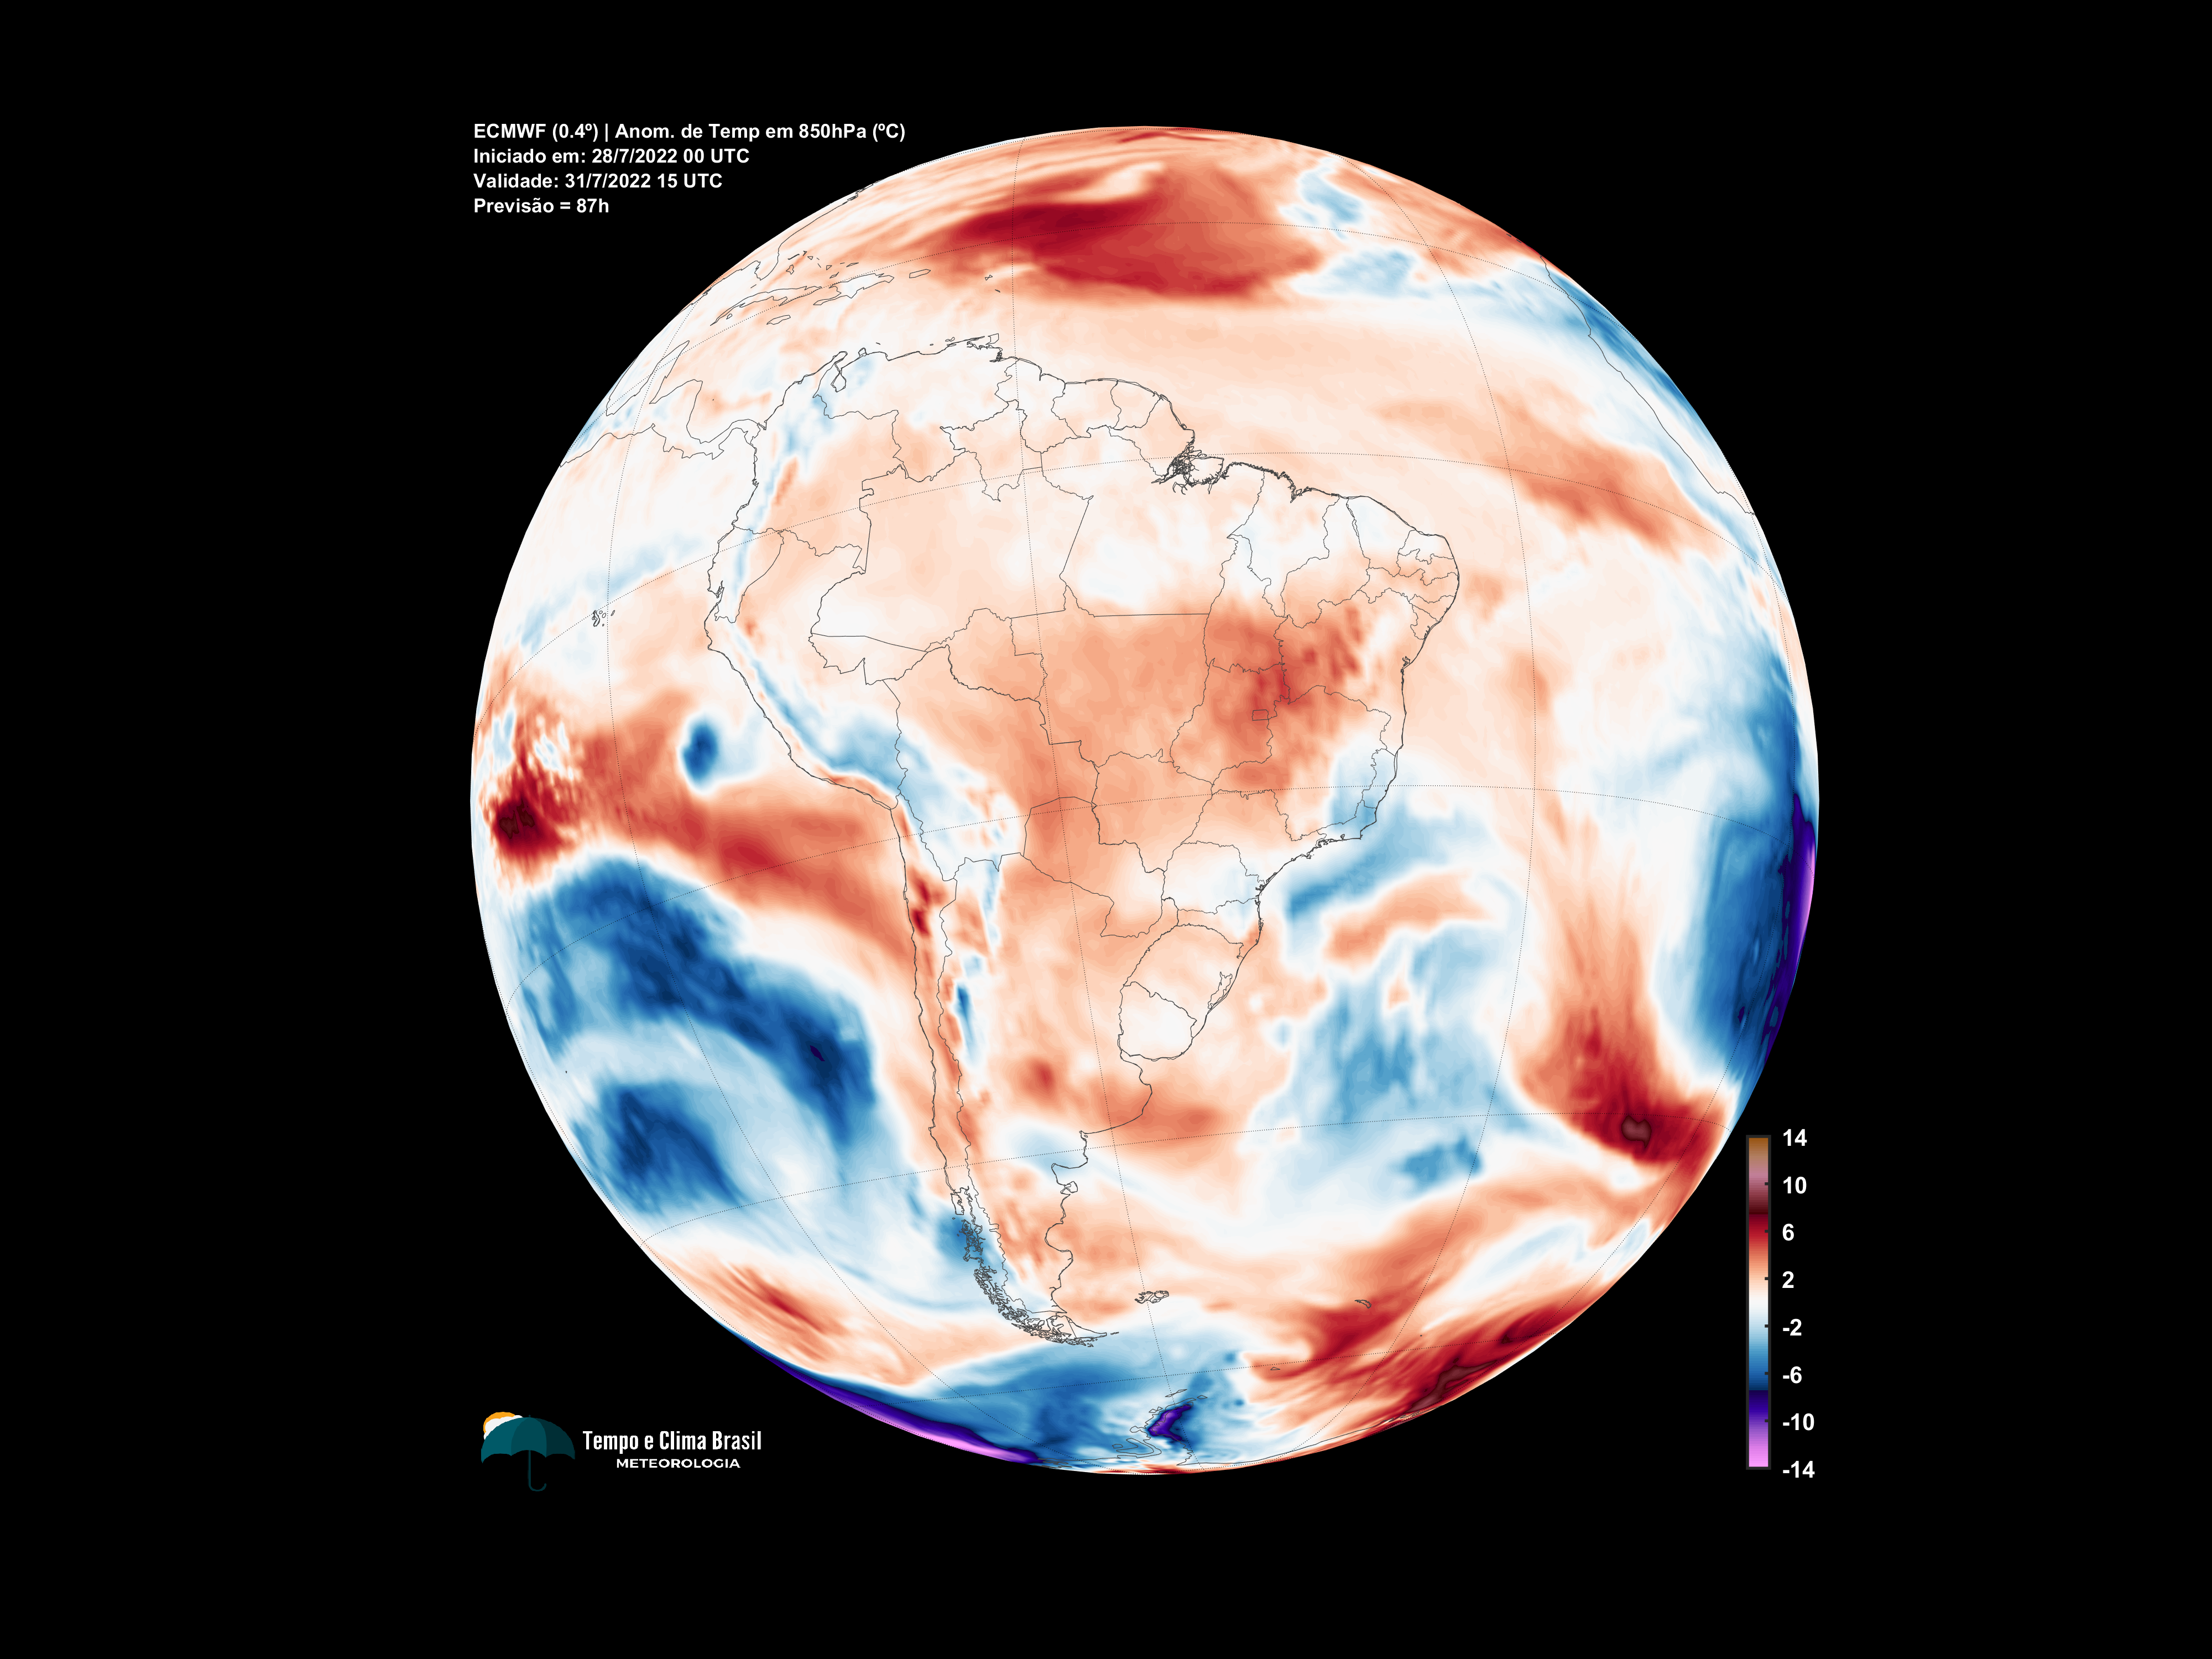 ECMWF (0.4º) | Anom. de Temp em 850hPa (ºC)
Iniciado em: 28/7/2022 00 UTC
Validade: 31/7/2022 15 UTC
Previsão = 87h
14
10
6
2
-2
-6
-10
-14
Tempo e Clima Brasil
METEOROLOGIA